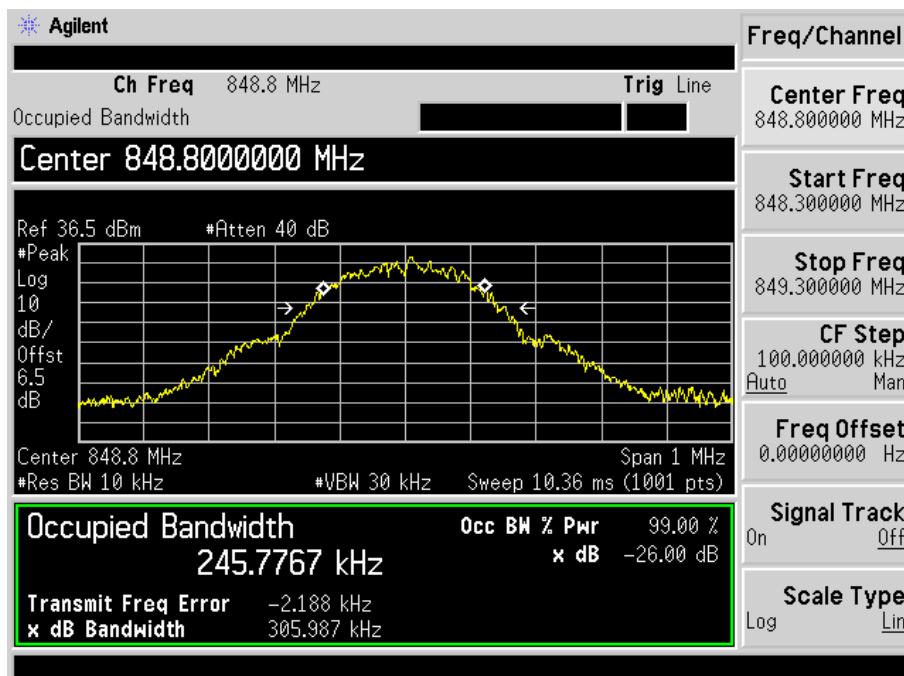 Agilent
Freq/Channel
Ch Freq 848.8 MHz Trig Line
Occupied Bandwidth
Center 848.8000000 MHz
Ref 36.5 dBm #Atten 40 dB
#Peak
Log
10
dB/
Offst
6.5
dB
Center 848.8 MHz Span 1 MHz
#Res BW 10 kHz #VBW 30 kHz Sweep 10.36 ms (1001 pts)
Occupied Bandwidth Occ BW % Pwr 99.00 %
245.7767 kHz x dB -26.00 dB
Transmit Freq Error -2.188 kHz
x dB Bandwidth 305.987 kHz
Center Freq
848.800000 MHz
Start Freq
848.300000 MHz
Stop Freq
849.300000 MHz
CF Step
100.000000 kHz
Auto Man
Freq Offset
0.00000000 Hz
Signal Track
On Off
Scale Type
Log Lin